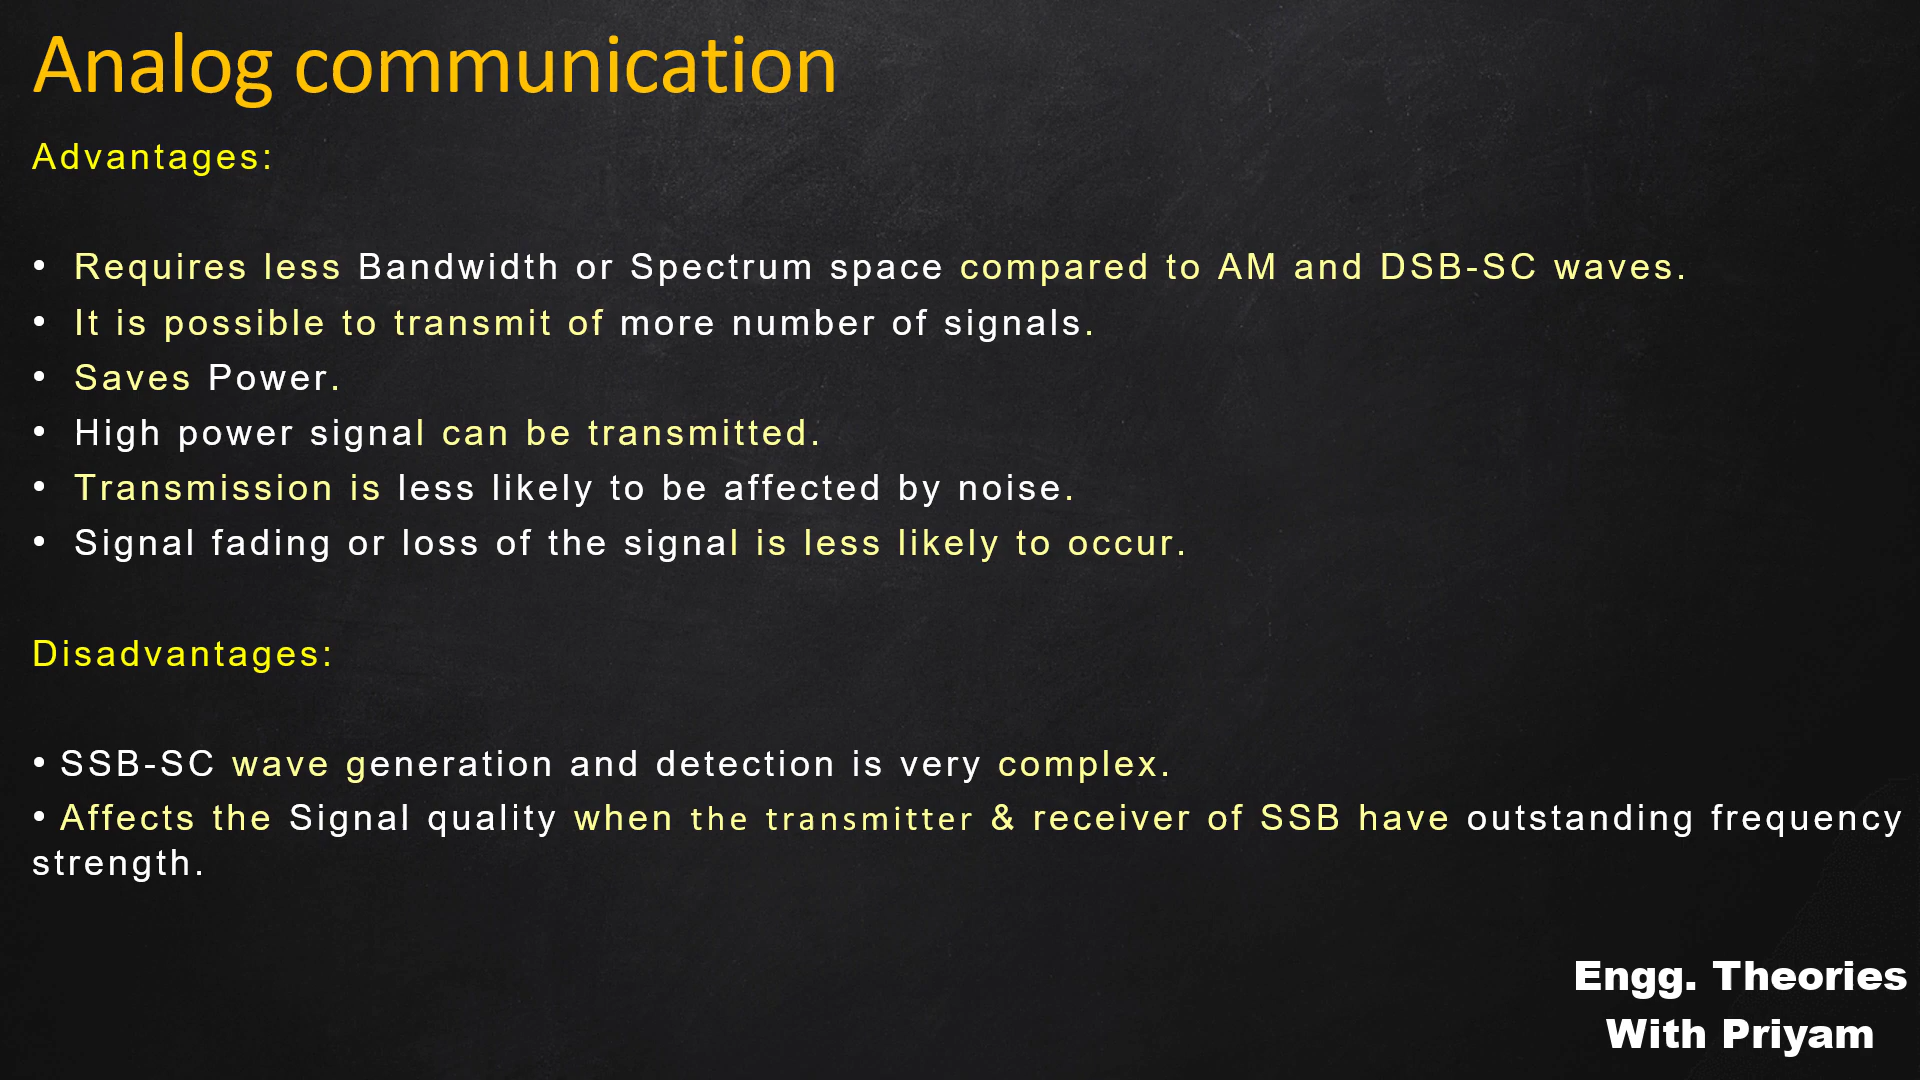 Analog communication
Advantages:
• Requires less Bandwidth or Spectrum space compared to AM and DSB-SC waves.
• It is possible to transmit of more number of signals.
• Saves Power.
• High power signal can be transmitted.
• Transmission is less likely to be affected by noise.
• Signal fading or loss of the signal is less likely to occur.
Disadvantages:
• SSB-SC wave generation and detection is very complex.
• Affects the Signal quality when the transmitter & receiver of SSB have outstanding frequency
strength.
Engg. Theories
With Priyam